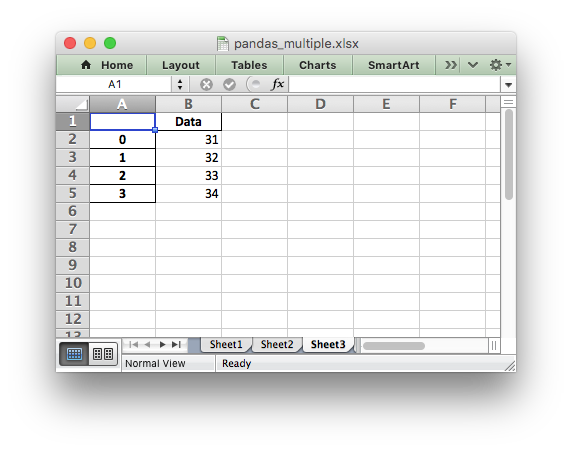 pandas_multiple.xlsx
Home Layout Tables Charts SmartArt
A1 fx
A B C D E F
1 Data
2 0 31
3 1 32
4 2 33
5 3 34
6
7
8
9
10
11
12
13
Sheet1 Sheet2 Sheet3
Normal View Ready